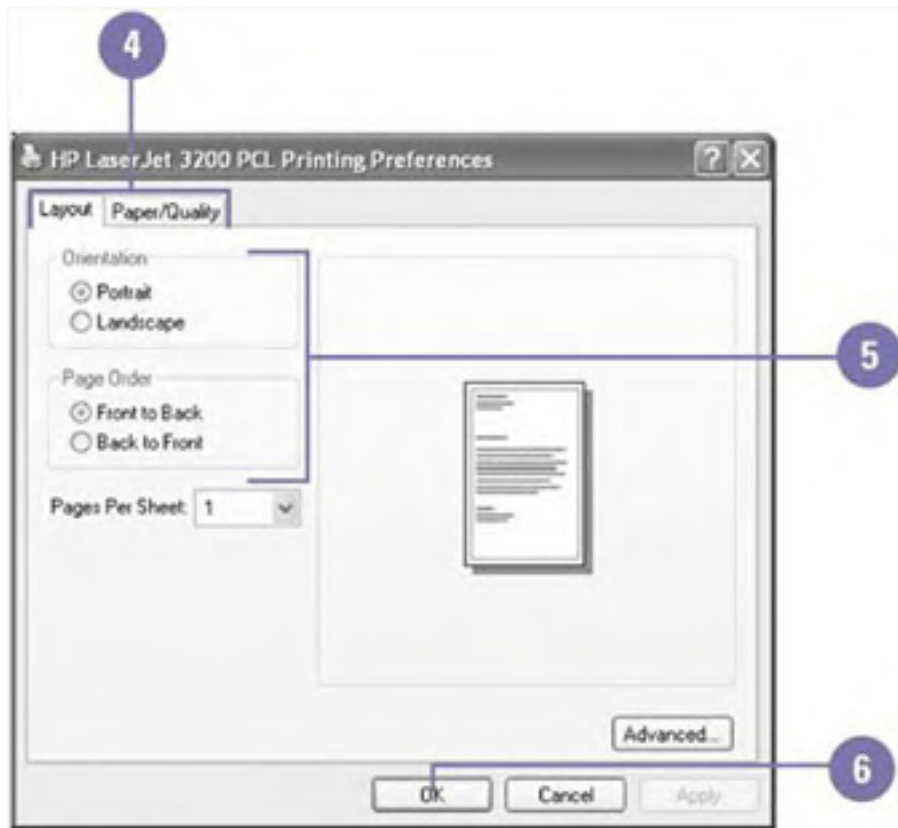 4
HP LaserJet 3200 PCL Printing Preferences
Layout Paper/Quality
Orientation
Portrait
Landscape
5
Page Order
Front to Back
Back to Front
Pages Per Sheet: 1
Advanced...
6
OK Cancel Apply